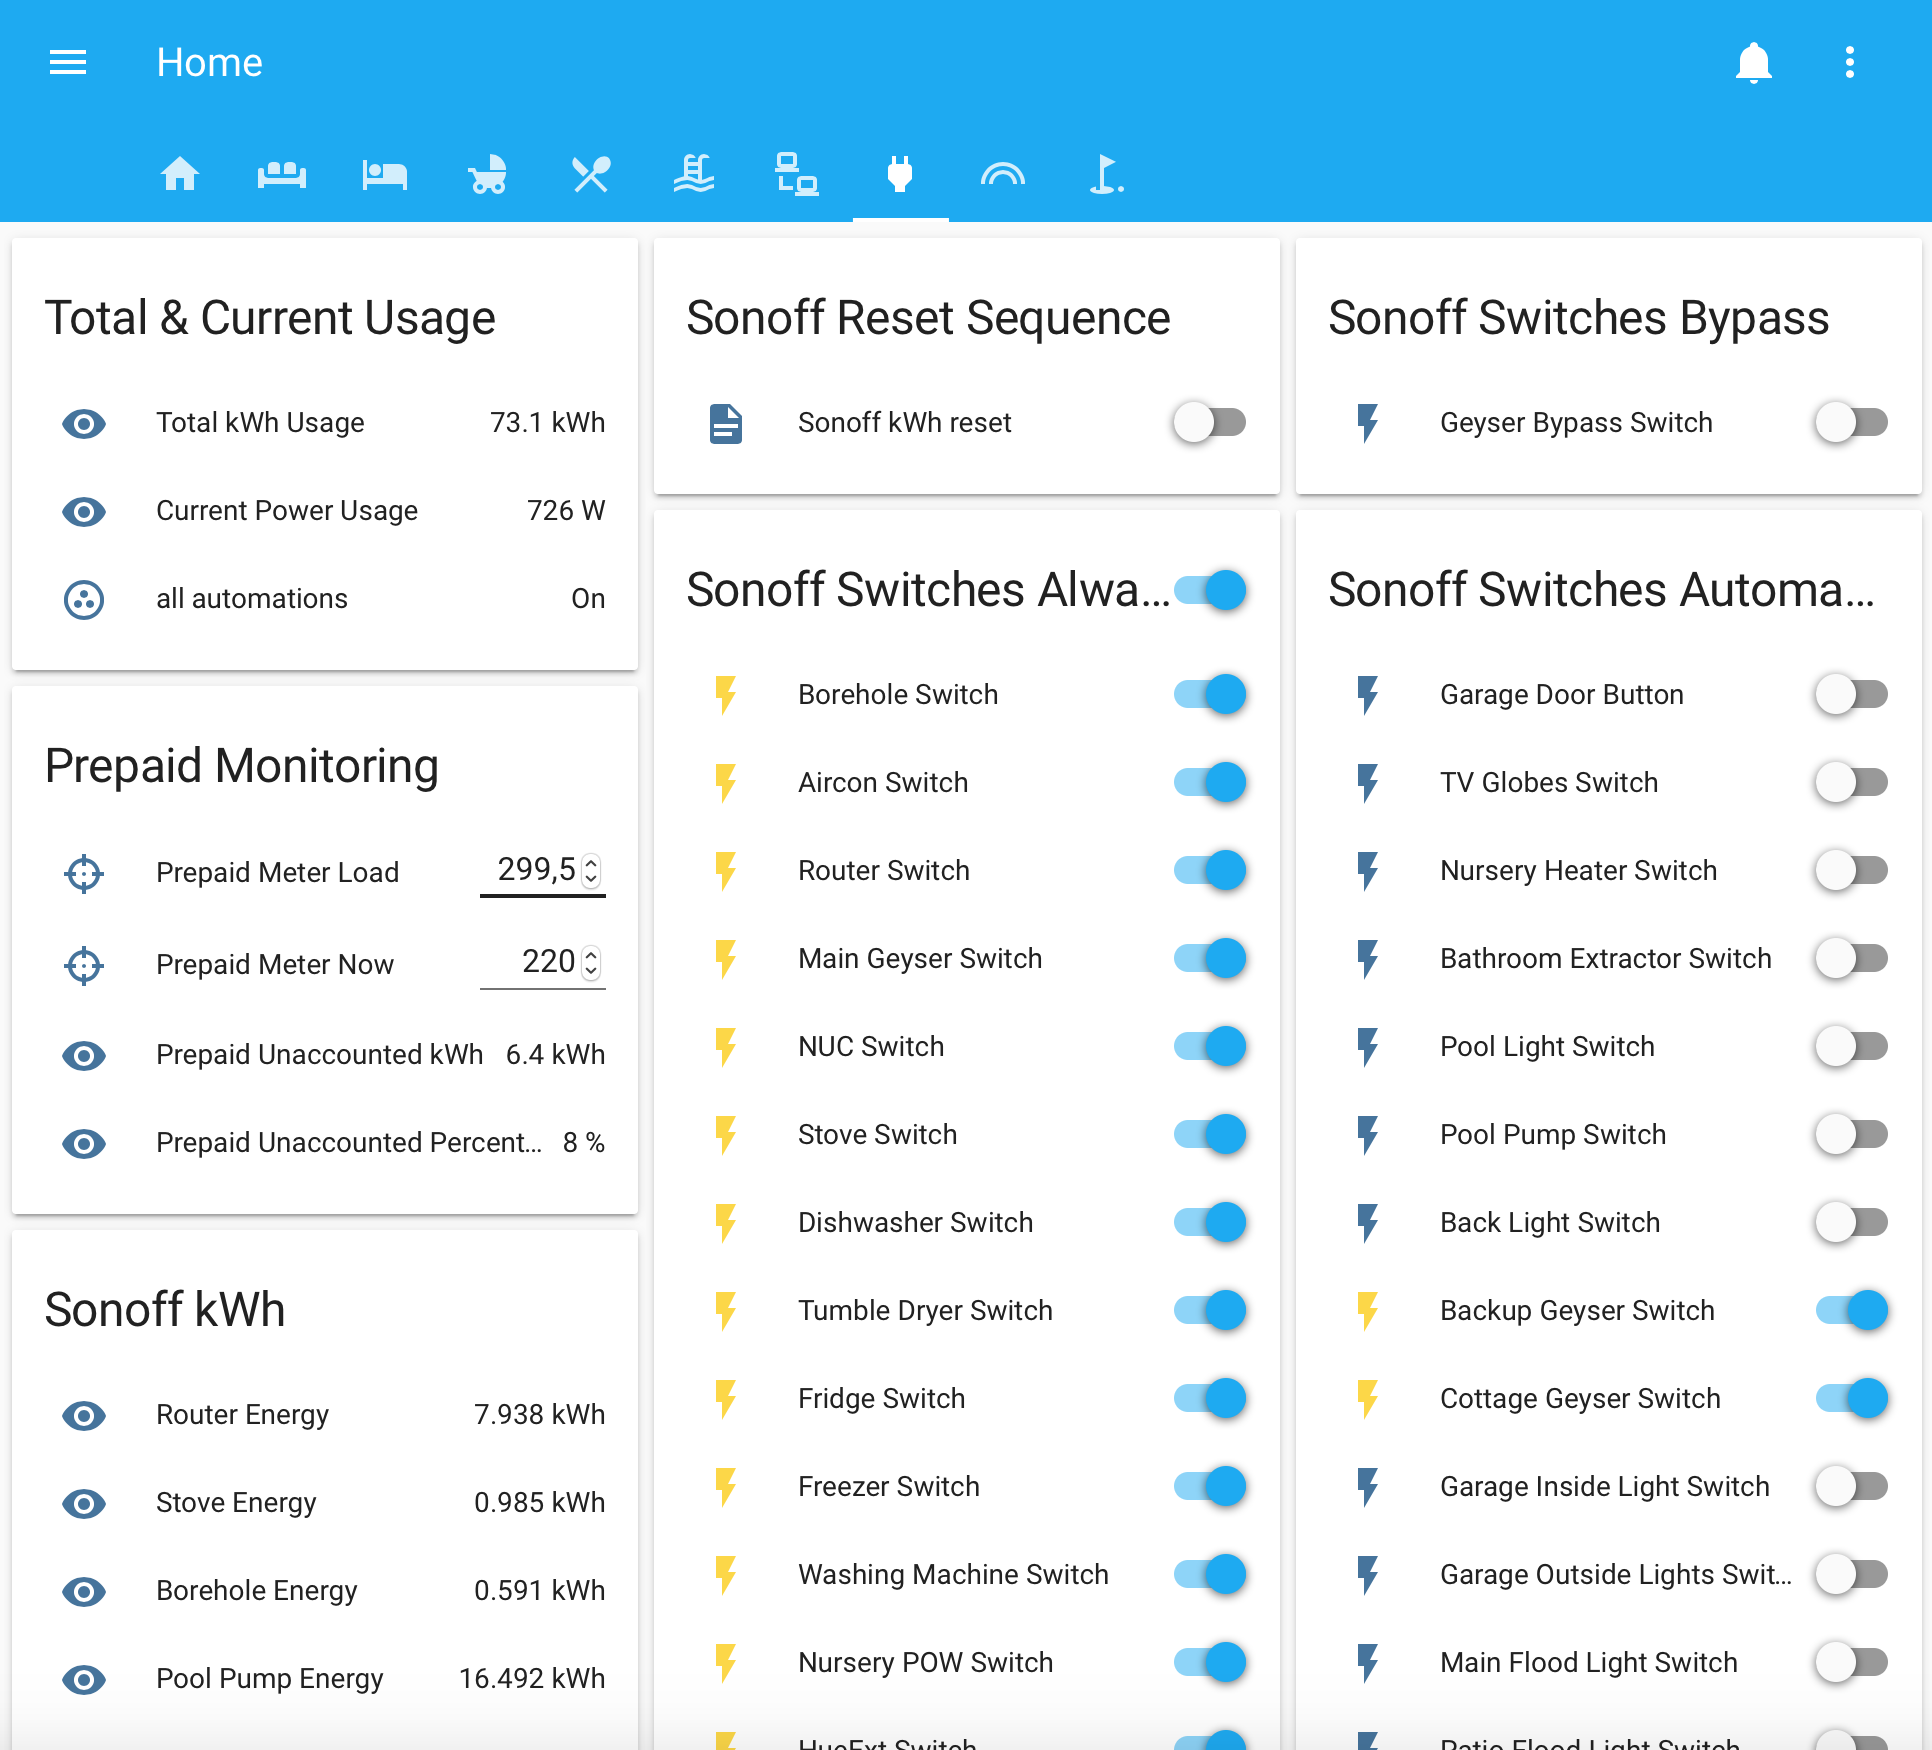 Home
Total & Current Usage
Total kWh Usage 73.1 kWh
Current Power Usage 726 W
all automations On
Prepaid Monitoring
Prepaid Meter Load 299,5
Prepaid Meter Now 220
Prepaid Unaccounted kWh 6.4 kWh
Prepaid Unaccounted Percent... 8 %
Sonoff kWh
Router Energy 7.938 kWh
Stove Energy 0.985 kWh
Borehole Energy 0.591 kWh
Pool Pump Energy 16.492 kWh
Sonoff Reset Sequence
Sonoff kWh reset
Sonoff Switches Alwa...
Borehole Switch
Aircon Switch
Router Switch
Main Geyser Switch
NUC Switch
Stove Switch
Dishwasher Switch
Tumble Dryer Switch
Fridge Switch
Freezer Switch
Washing Machine Switch
Nursery POW Switch
HueExt Switch
Sonoff Switches Bypass
Geyser Bypass Switch
Sonoff Switches Automa...
Garage Door Button
TV Globes Switch
Nursery Heater Switch
Bathroom Extractor Switch
Pool Light Switch
Pool Pump Switch
Back Light Switch
Backup Geyser Switch
Cottage Geyser Switch
Garage Inside Light Switch
Garage Outside Lights Swit...
Main Flood Light Switch
Patio Flood Light Switch